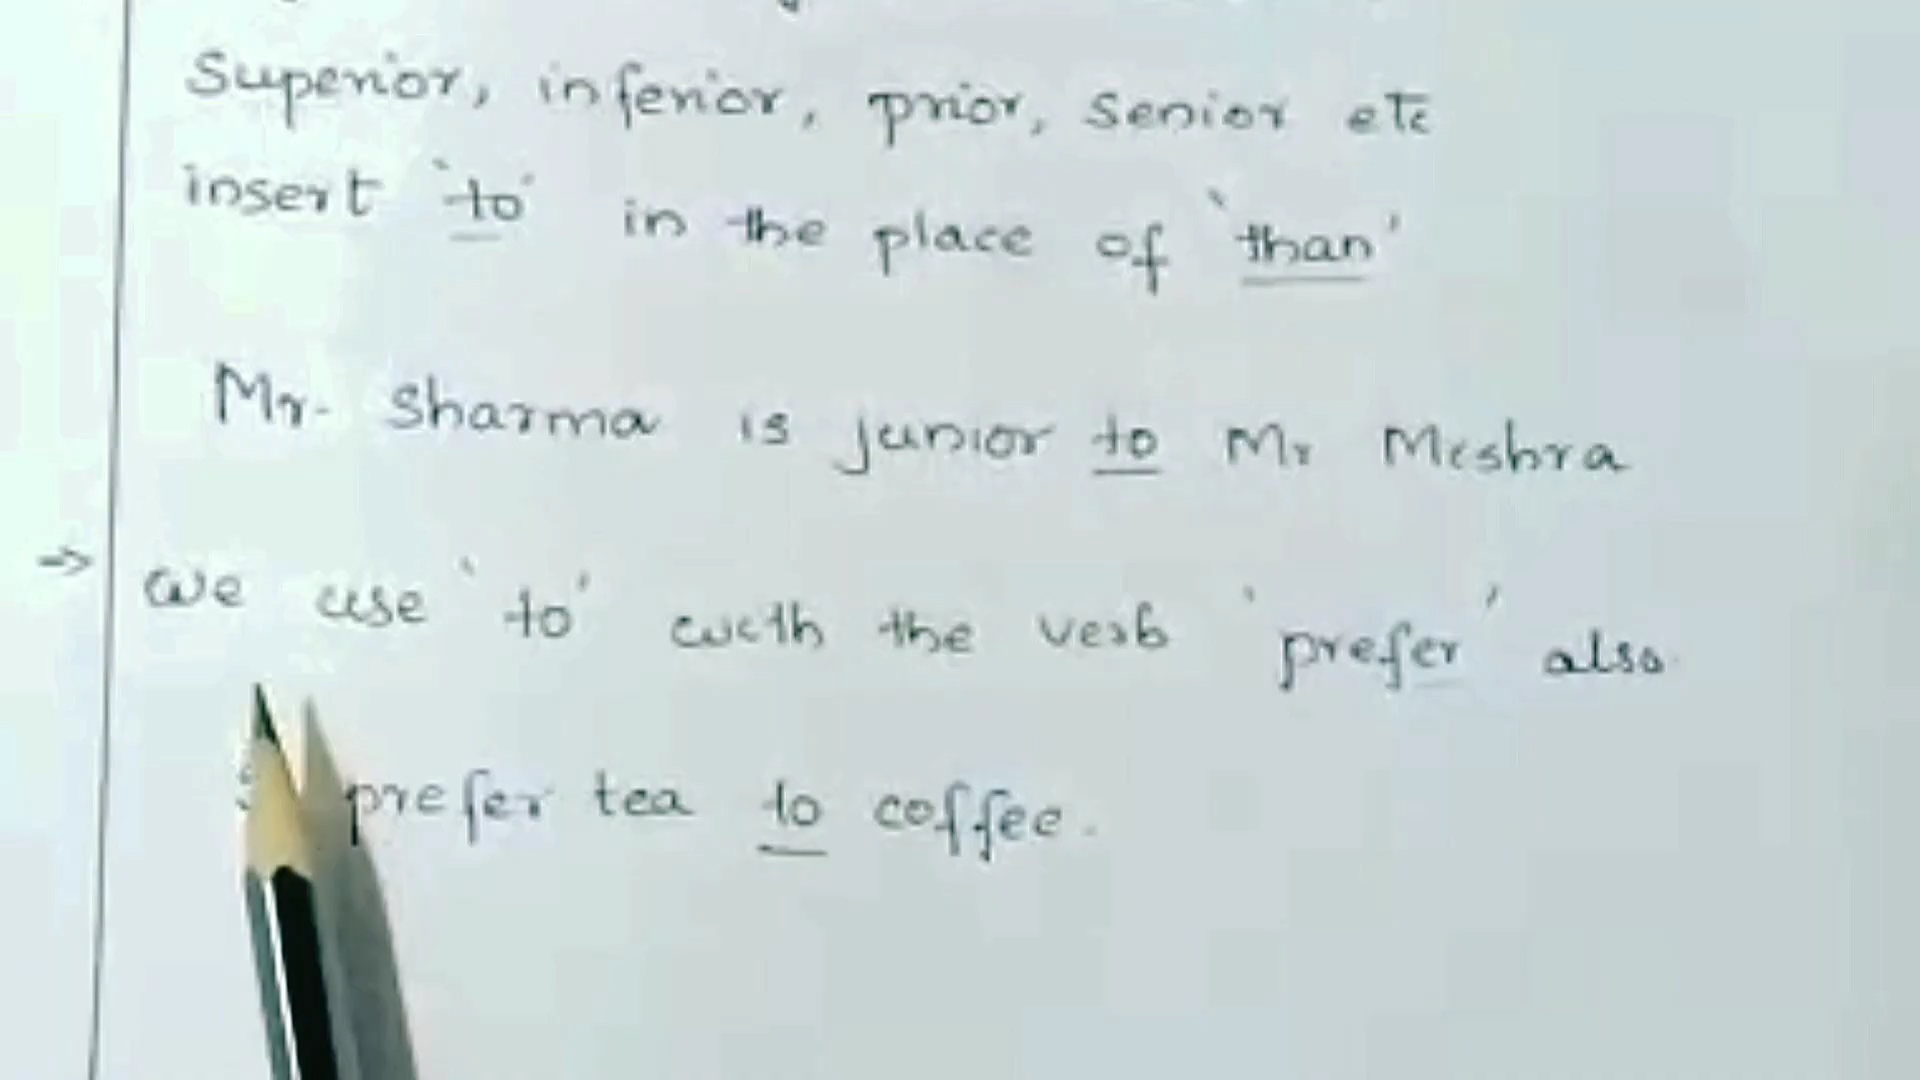 Superior, inferior, prior, senior etc
insert 'to' in the place of 'than'
Mr. Sharma is junior to Mr Mishra
→ We use 'to' with the verb 'prefer' also.
prefer tea to coffee.